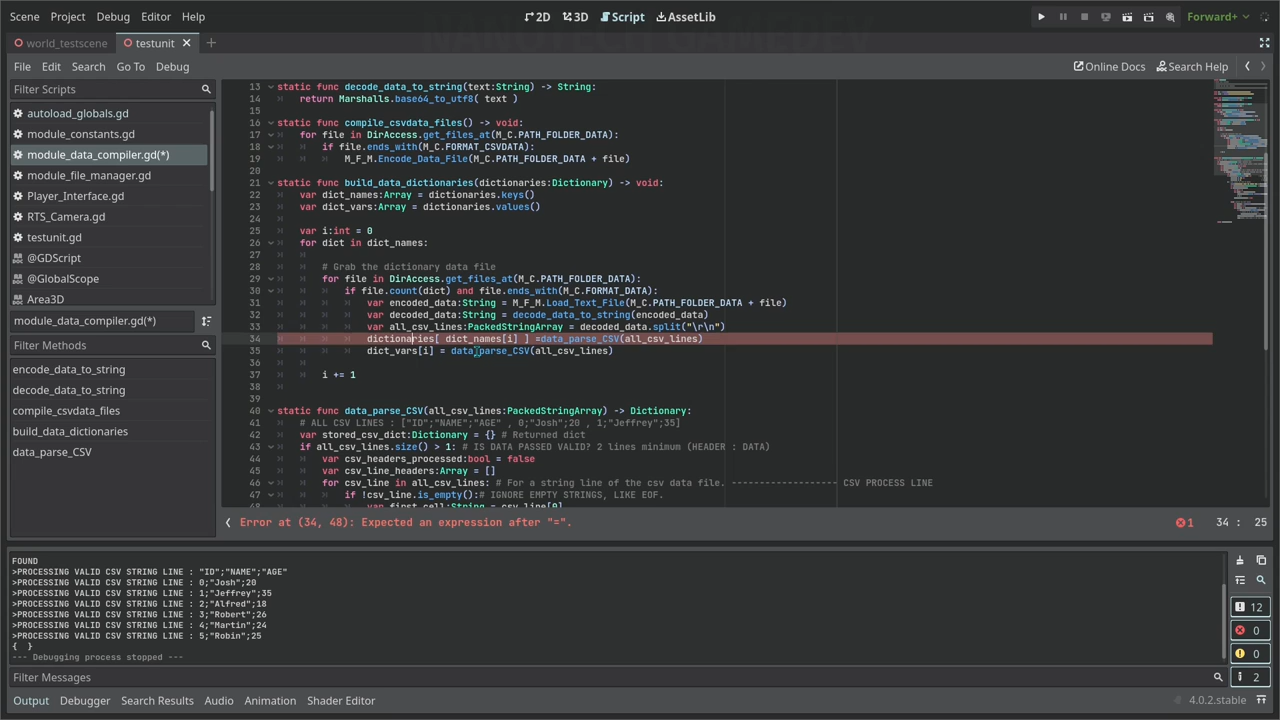 Scene Project Debug Editor Help 2D 3D Script AssetLib Forward+
world_testscene testunit
File Edit Search Go To Debug Online Docs Search Help
Filter Scripts
autoload_globals.gd
module_constants.gd
module_data_compiler.gd(*)
module_file_manager.gd
Player_Interface.gd
RTS_Camera.gd
testunit.gd
@GDScript
@GlobalScope
Area3D
module_data_compiler.gd(*)
Filter Methods
encode_data_to_string
decode_data_to_string
compile_csvdata_files
build_data_dictionaries
data_parse_CSV
13 static func decode_data_to_string(text:String) -> String:
14 return Marshalls.base64_to_utf8( text )
15
16 static func compile_csvdata_files() -> void:
17 for file in DirAccess.get_files_at(M_C.PATH_FOLDER_DATA):
18 if file.ends_with(M_C.FORMAT_CSVDATA):
19 M_F_M.Encode_Data_File(M_C.PATH_FOLDER_DATA + file)
20
21 static func build_data_dictionaries(dictionaries:Dictionary) -> void:
22 var dict_names:Array = dictionaries.keys()
23 var dict_vars:Array = dictionaries.values()
24
25 var i:int = 0
26 for dict in dict_names:
27
28 # Grab the dictionary data file
29 for file in DirAccess.get_files_at(M_C.PATH_FOLDER_DATA):
30 if file.count(dict) and file.ends_with(M_C.FORMAT_DATA):
31 var encoded_data:String = M_F_M.Load_Text_File(M_C.PATH_FOLDER_DATA + file)
32 var decoded_data:String = decode_data_to_string(encoded_data)
33 var all_csv_lines:PackedStringArray = decoded_data.split("\r\n")
34 dictionaries[ dict_names[i] ] =data_parse_CSV(all_csv_lines)
35 dict_vars[i] = data_parse_CSV(all_csv_lines)
36
37 i += 1
38
39
40 static func data_parse_CSV(all_csv_lines:PackedStringArray) -> Dictionary:
41 # ALL CSV LINES : ["ID";"NAME";"AGE" , 0;"Josh";20 , 1;"Jeffrey";35]
42 var stored_csv_dict:Dictionary = {} # Returned dict
43 if all_csv_lines.size() > 1: # IS DATA PASSED VALID? 2 lines minimum (HEADER : DATA)
44 var csv_headers_processed:bool = false
45 var csv_line_headers:Array = []
46 for csv_line in all_csv_lines: # For a string line of the csv data file. ------------------- CSV PROCESS LINE
47 if !csv_line.is_empty():# IGNORE EMPTY STRINGS, LIKE EOF.
48 var first_cell:String = csv_line[0]
Error at (34, 48): Expected an expression after "=". 1 34 : 25
FOUND
>PROCESSING VALID CSV STRING LINE : "ID";"NAME";"AGE"
>PROCESSING VALID CSV STRING LINE : 0;"Josh";20
>PROCESSING VALID CSV STRING LINE : 1;"Jeffrey";35
>PROCESSING VALID CSV STRING LINE : 2;"Alfred";18
>PROCESSING VALID CSV STRING LINE : 3;"Robert";26
>PROCESSING VALID CSV STRING LINE : 4;"Martin";24
>PROCESSING VALID CSV STRING LINE : 5;"Robin";25
{ }
--- Debugging process stopped ---
12
0
0
2
Filter Messages
Output Debugger Search Results Audio Animation Shader Editor 4.0.2.stable